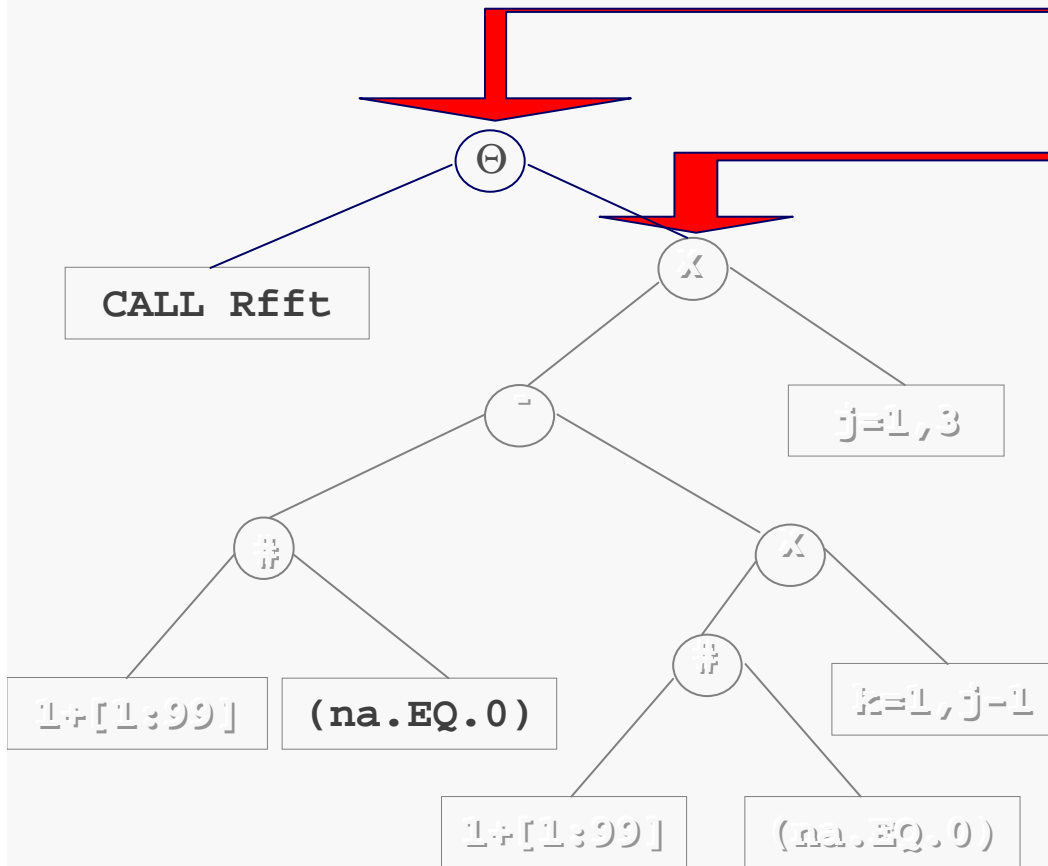 Θ
X
CALL Rfft
-
j=1,3
#
X
#
1+[1:99]
(na.EQ.0)
k=1,j-1
1+[1:99]
(na.EQ.0)